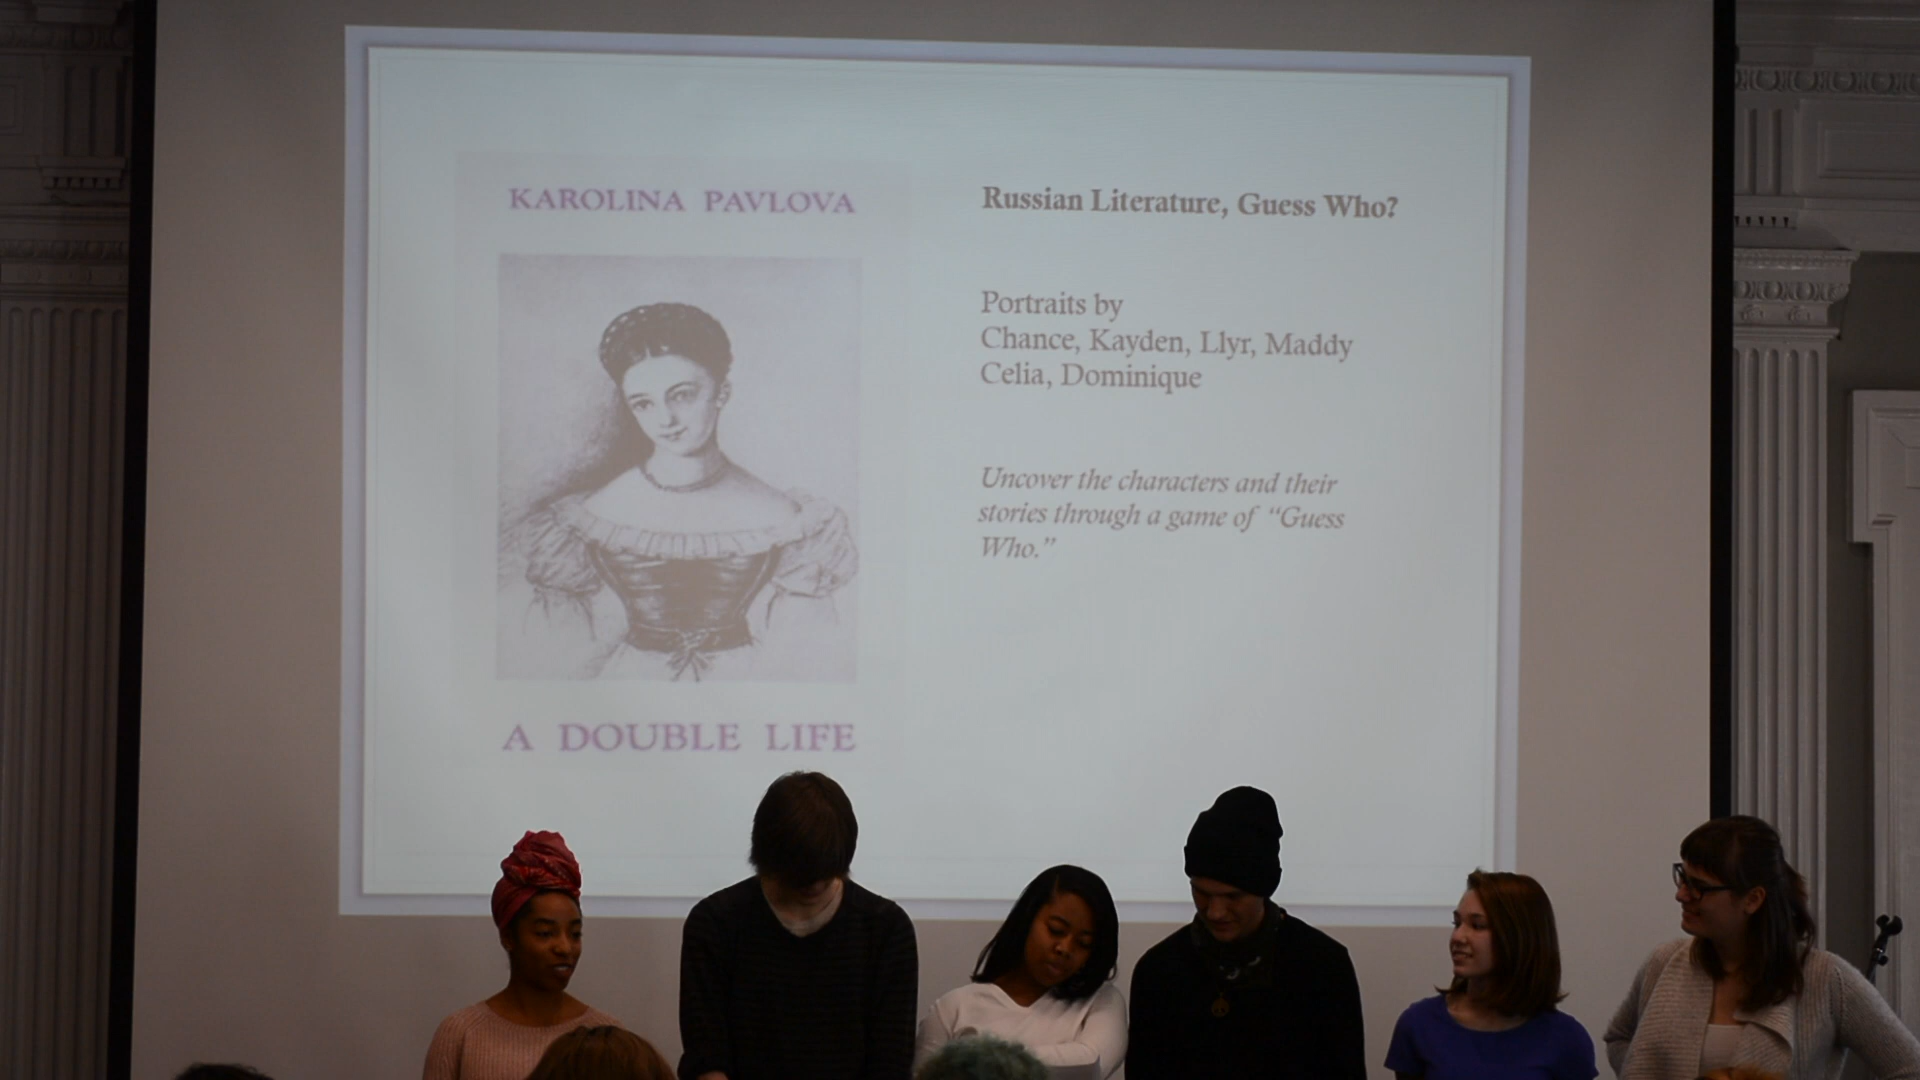 KAROLINA PAVLOVA
A DOUBLE LIFE
Russian Literature, Guess Who?
Portraits by
Chance, Kayden, Llyr, Maddy
Celia, Dominique
Uncover the characters and their
stories through a game of “Guess
Who.”